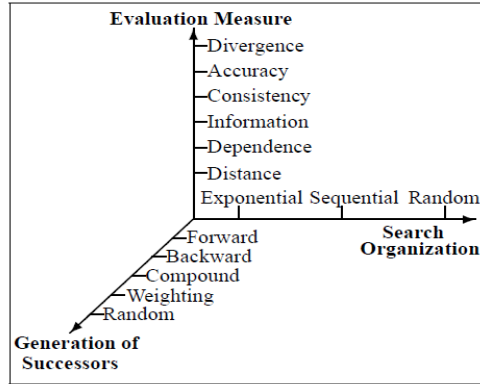 Evaluation Measure
Divergence
Accuracy
Consistency
Information
Dependence
Distance
Exponential Sequential Random
Search
Organization
Forward
Backward
Compound
Weighting
Random
Generation of
Successors